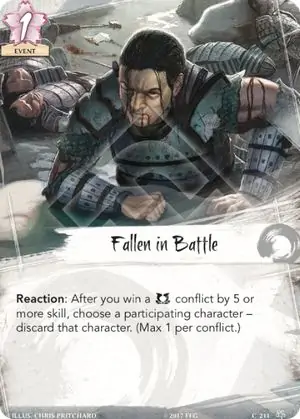 1
EVENT
Fallen in Battle
Reaction: After you win a conflict by 5 or
more skill, choose a participating character –
discard that character. (Max 1 per conflict.)
ILLUS: CHRIS PRITCHARD
©2017 FFG